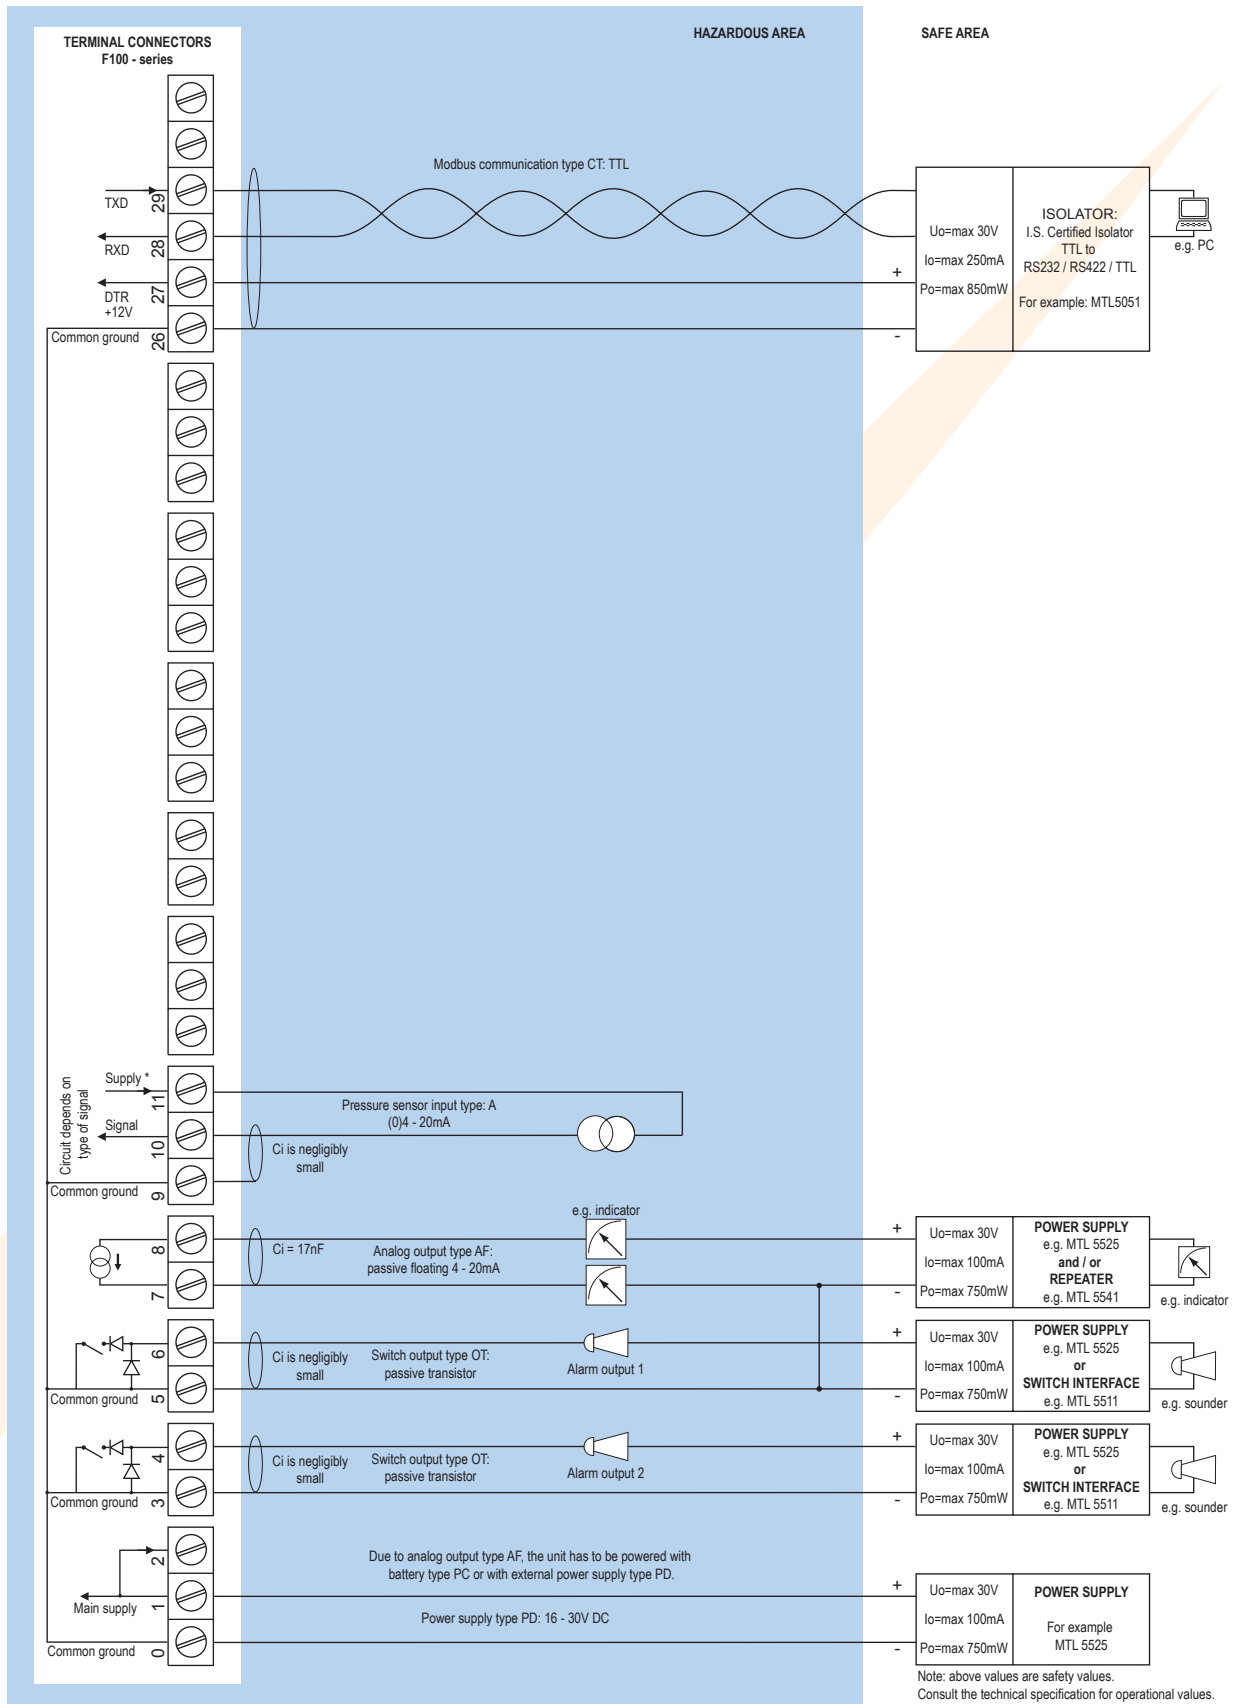 HAZARDOUS AREA
SAFE AREA
TERMINAL CONNECTORS
F100 - series
Modbus communication type CT: TTL
TXD
29
RXD
28
DTR
+12V
27
Common ground
26
+
-
Uo=max 30V
Io=max 250mA
Po=max 850mW
ISOLATOR:
I.S. Certified Isolator
TTL to
RS232 / RS422 / TTL
For example: MTL5051
e.g. PC
Circuit depends on
type of signal
Supply *
11
Signal
10
Common ground
9
Pressure sensor input type: A
(0)4 - 20mA
Ci is negligibly
small
8
7
Ci = 17nF
Analog output type AF:
passive floating 4 - 20mA
e.g. indicator
+
-
Uo=max 30V
Io=max 100mA
Po=max 750mW
POWER SUPPLY
e.g. MTL 5525
and / or
REPEATER
e.g. MTL 5541
e.g. indicator
6
Common ground
5
Ci is negligibly
small
Switch output type OT:
passive transistor
Alarm output 1
+
-
Uo=max 30V
Io=max 100mA
Po=max 750mW
POWER SUPPLY
e.g. MTL 5525
or
SWITCH INTERFACE
e.g. MTL 5511
e.g. sounder
4
Common ground
3
Ci is negligibly
small
Switch output type OT:
passive transistor
Alarm output 2
+
-
Uo=max 30V
Io=max 100mA
Po=max 750mW
POWER SUPPLY
e.g. MTL 5525
or
SWITCH INTERFACE
e.g. MTL 5511
e.g. sounder
2
Main supply
1
Common ground
0
Due to analog output type AF, the unit has to be powered with
battery type PC or with external power supply type PD.
Power supply type PD: 16 - 30V DC
+
-
Uo=max 30V
Io=max 100mA
Po=max 750mW
POWER SUPPLY
For example
MTL 5525
Note: above values are safety values.
Consult the technical specification for operational values.